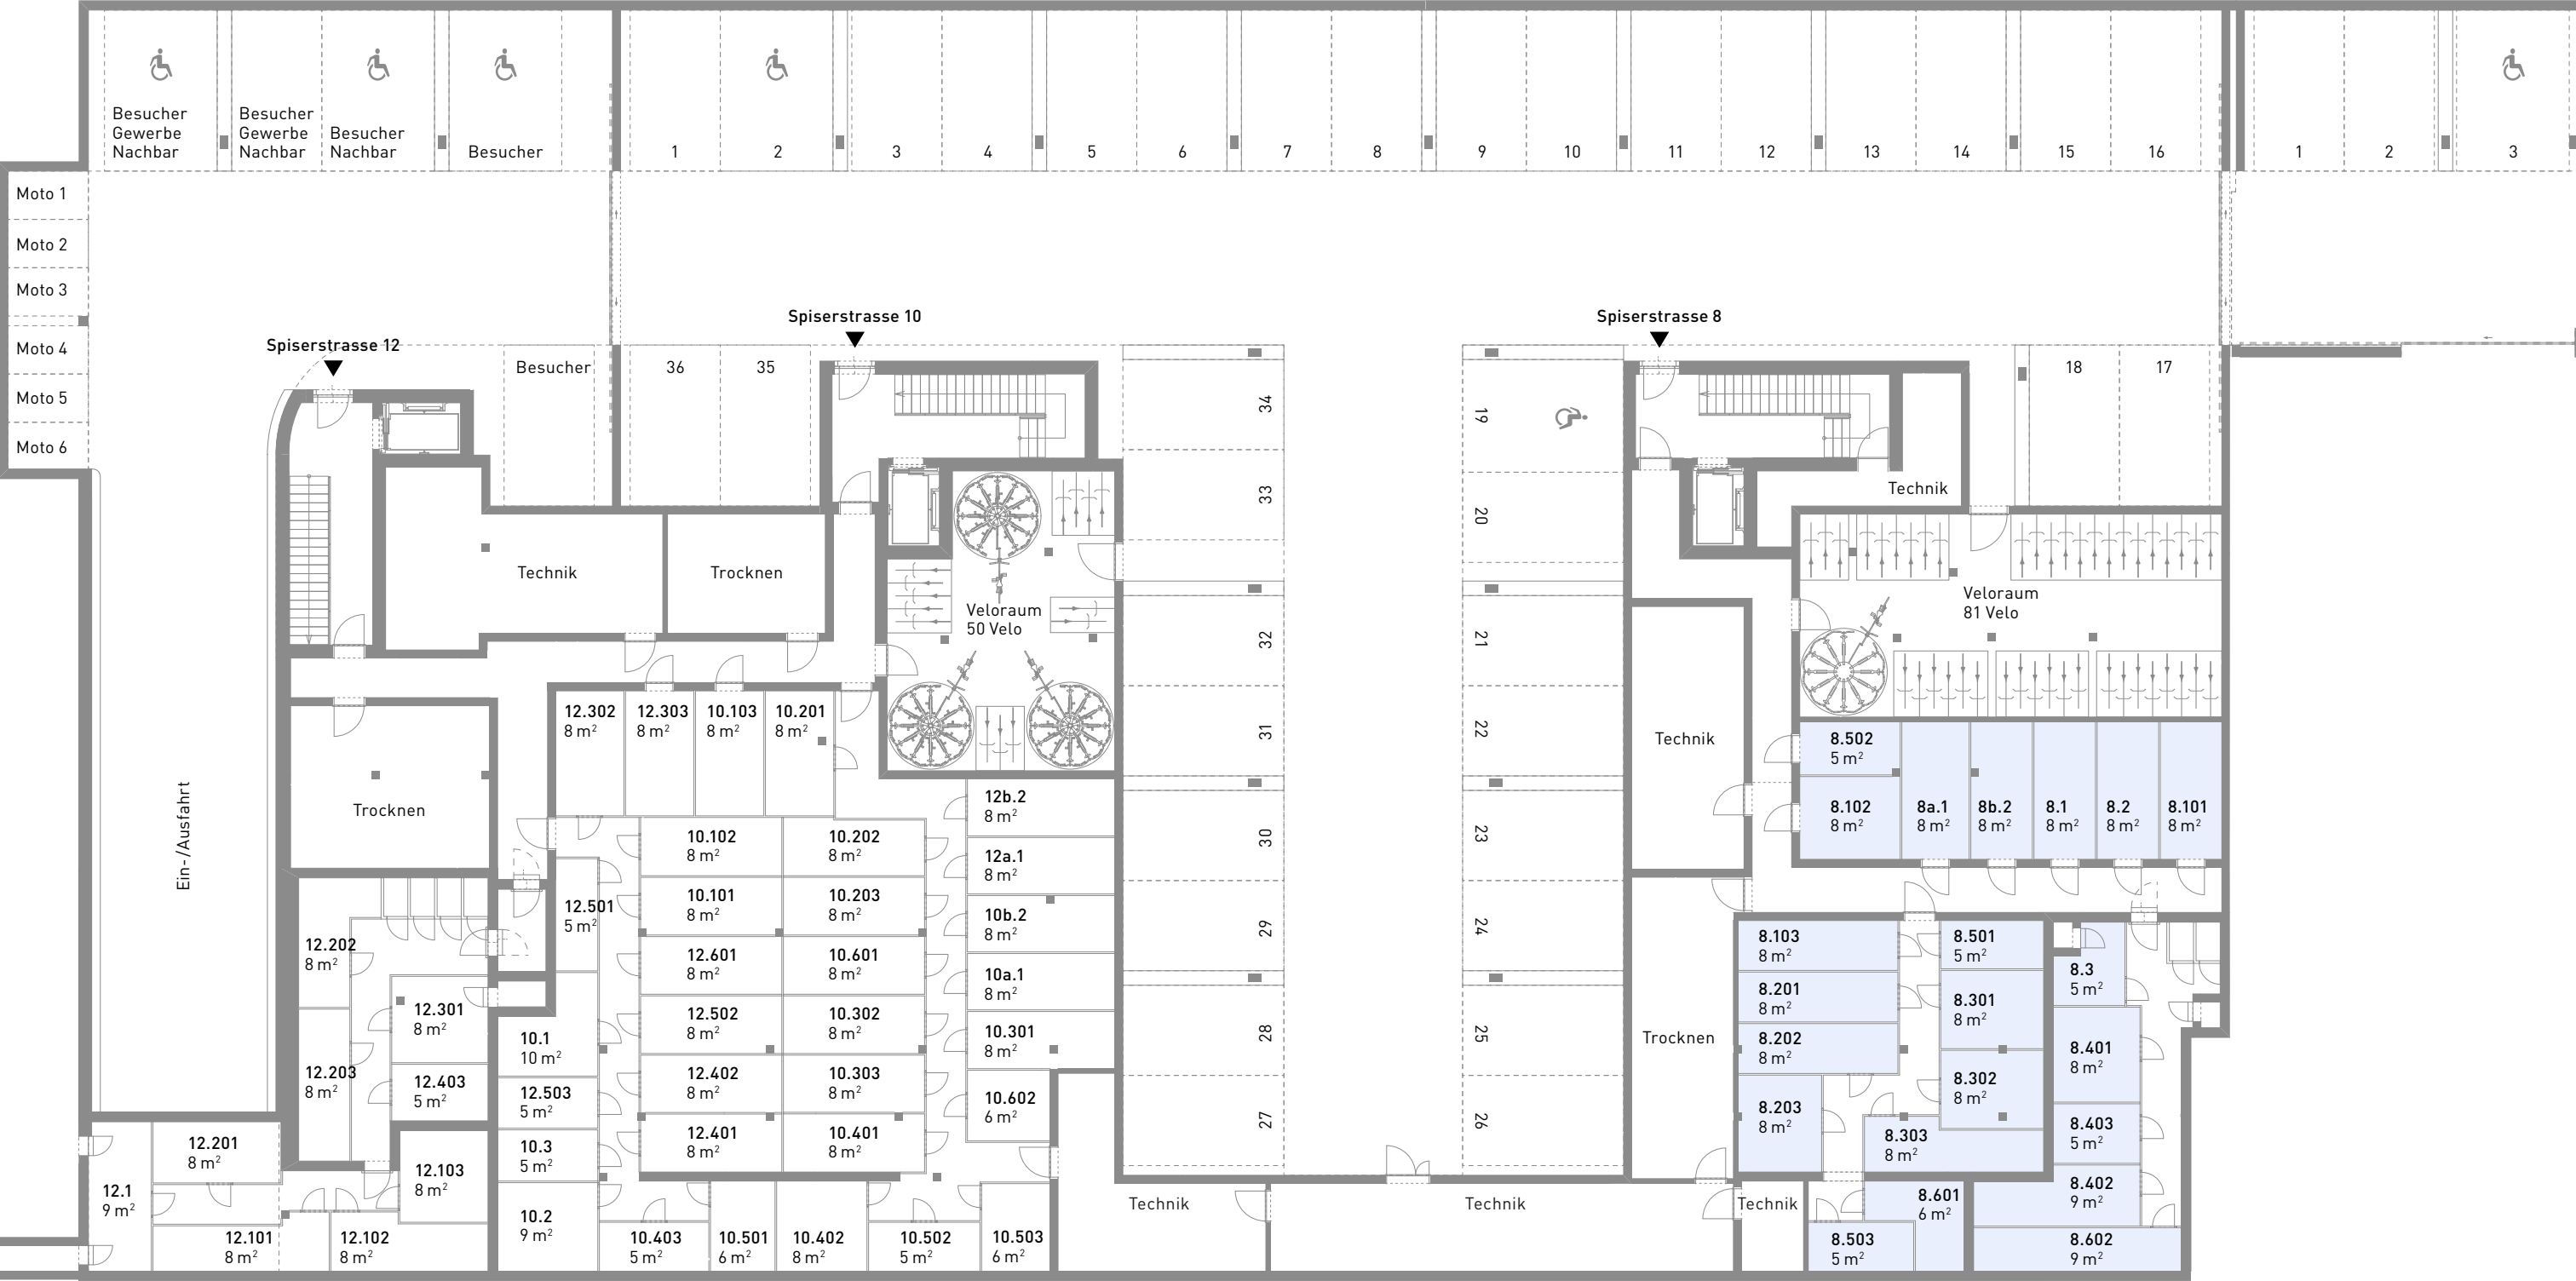 Besucher
Gewerbe
Nachbar
Besucher
Gewerbe
Nachbar
Besucher
Nachbar
Besucher
1
2
3
4
5
6
7
8
9
10
11
12
13
14
15
16
1
2
3
Moto 1
Moto 2
Moto 3
Moto 4
Moto 5
Moto 6
Spiserstrasse 12
Spiserstrasse 10
Spiserstrasse 8
Besucher
36
35
34
33
32
31
30
29
28
27
19
20
21
22
23
24
25
26
18
17
Technik
Trocknen
Veloraum
50 Velo
Technik
Veloraum
81 Velo
Ein-/Ausfahrt
Trocknen
Technik
Trocknen
12.302
8 m²
12.303
8 m²
10.103
8 m²
10.201
8 m²
12b.2
8 m²
12a.1
8 m²
10b.2
8 m²
10a.1
8 m²
10.301
8 m²
10.602
6 m²
10.102
8 m²
10.202
8 m²
10.101
8 m²
10.203
8 m²
12.601
8 m²
10.601
8 m²
12.502
8 m²
10.302
8 m²
12.402
8 m²
10.303
8 m²
12.401
8 m²
10.401
8 m²
12.501
5 m²
10.1
10 m²
12.503
5 m²
10.3
5 m²
10.2
9 m²
10.403
5 m²
10.501
6 m²
10.402
8 m²
10.502
5 m²
10.503
6 m²
12.202
8 m²
12.301
8 m²
12.203
8 m²
12.403
5 m²
12.201
8 m²
12.103
8 m²
12.1
9 m²
12.101
8 m²
12.102
8 m²
Technik
Technik
Technik
8.502
5 m²
8.102
8 m²
8a.1
8 m²
8b.2
8 m²
8.1
8 m²
8.2
8 m²
8.101
8 m²
8.103
8 m²
8.501
5 m²
8.3
5 m²
8.201
8 m²
8.301
8 m²
8.202
8 m²
8.401
8 m²
8.302
8 m²
8.203
8 m²
8.403
5 m²
8.303
8 m²
8.402
9 m²
8.601
6 m²
8.503
5 m²
8.602
9 m²